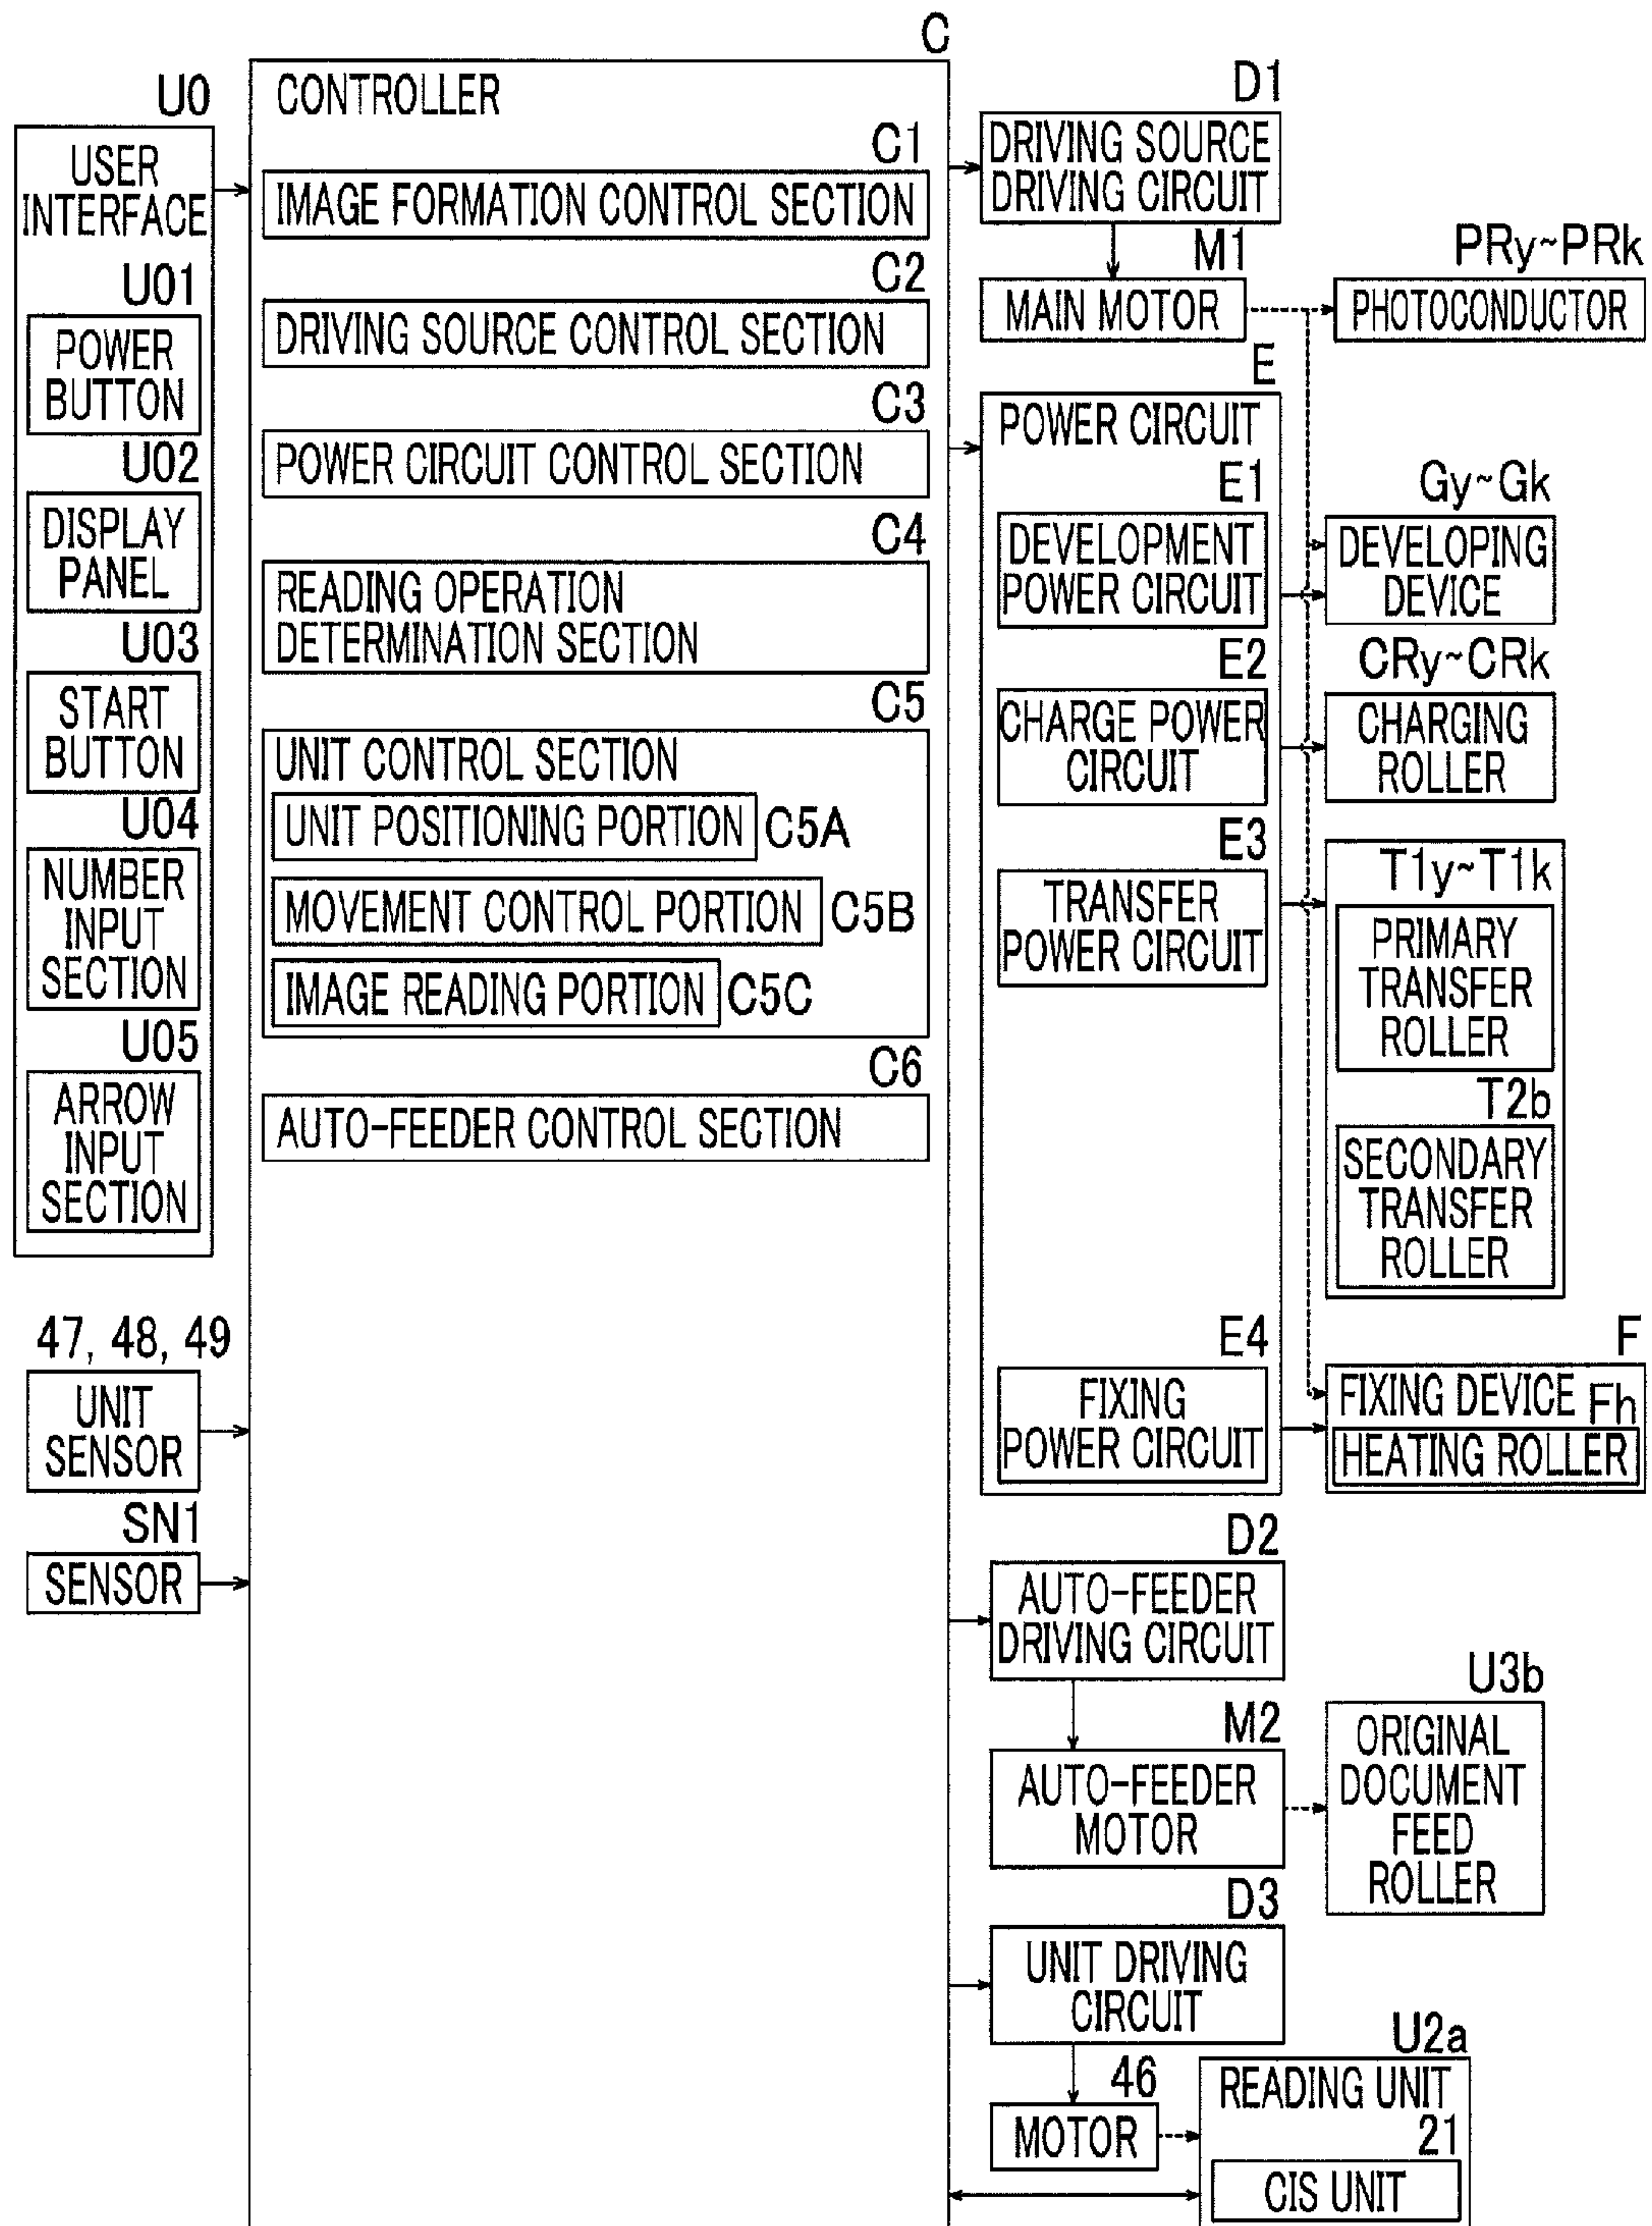 C
U0
CONTROLLER
D1
USER
INTERFACE
C1
IMAGE FORMATION CONTROL SECTION
DRIVING SOURCE
DRIVING CIRCUIT
U01
POWER
BUTTON
C2
DRIVING SOURCE CONTROL SECTION
M1
MAIN MOTOR
PRy~PRk
PHOTOCONDUCTOR
U02
DISPLAY
PANEL
C3
POWER CIRCUIT CONTROL SECTION
E
POWER CIRCUIT
C4
READING OPERATION
DETERMINATION SECTION
E1
DEVELOPMENT
POWER CIRCUIT
Gy~Gk
DEVELOPING
DEVICE
U03
START
BUTTON
C5
UNIT CONTROL SECTION
UNIT POSITIONING PORTION C5A
MOVEMENT CONTROL PORTION C5B
IMAGE READING PORTION C5C
E2
CHARGE POWER
CIRCUIT
CRy~CRk
CHARGING
ROLLER
U04
NUMBER
INPUT
SECTION
E3
TRANSFER
POWER CIRCUIT
T1y~T1k
PRIMARY
TRANSFER
ROLLER
U05
ARROW
INPUT
SECTION
C6
AUTO-FEEDER CONTROL SECTION
T2b
SECONDARY
TRANSFER
ROLLER
47, 48, 49
UNIT
SENSOR
E4
FIXING
POWER CIRCUIT
F
FIXING DEVICE Fh
HEATING ROLLER
SN1
SENSOR
D2
AUTO-FEEDER
DRIVING CIRCUIT
M2
AUTO-FEEDER
MOTOR
U3b
ORIGINAL
DOCUMENT
FEED
ROLLER
D3
UNIT DRIVING
CIRCUIT
46
MOTOR
U2a
READING UNIT
21
CIS UNIT